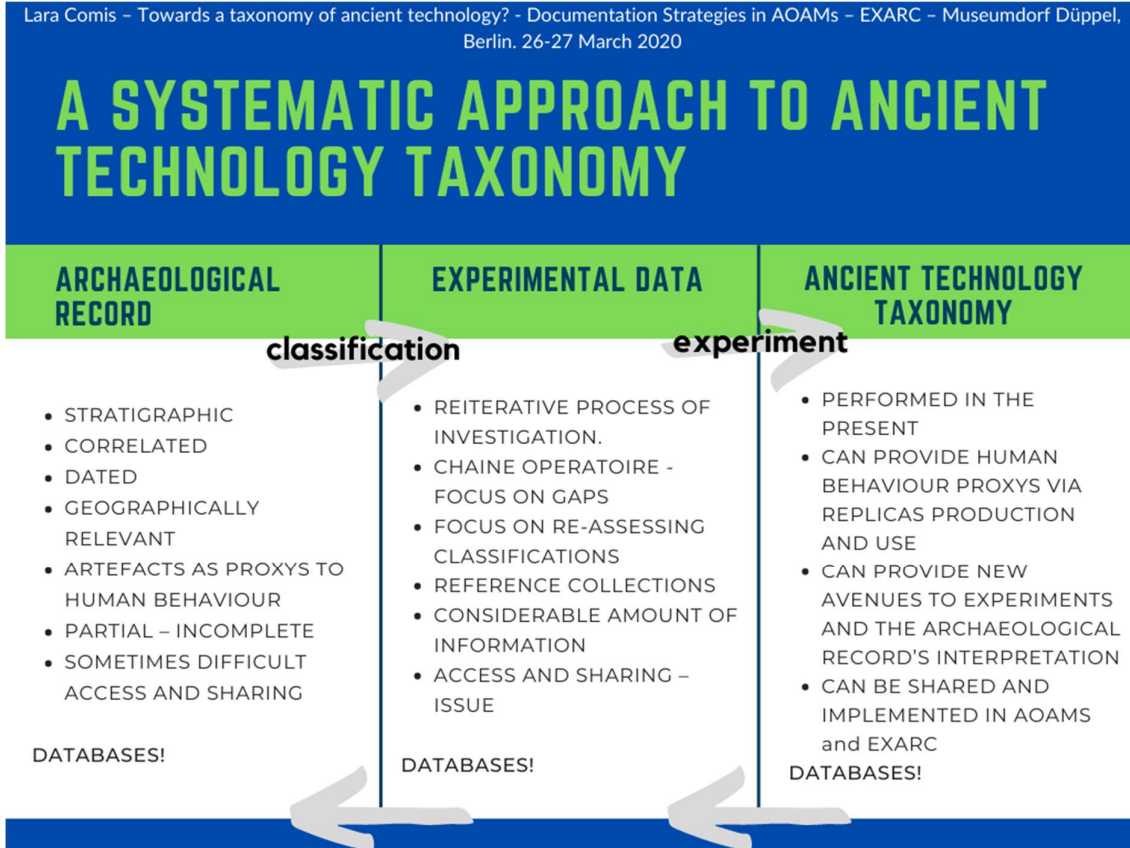 Lara Comis – Towards a taxonomy of ancient technology? - Documentation Strategies in AOAMs – EXARC – Museumdorf Düppel,
Berlin. 26-27 March 2020
A SYSTEMATIC APPROACH TO ANCIENT
TECHNOLOGY TAXONOMY
ARCHAEOLOGICAL
RECORD
classification
• STRATIGRAPHIC
• CORRELATED
• DATED
• GEOGRAPHICALLY
RELEVANT
• ARTEFACTS AS PROXYS TO
HUMAN BEHAVIOUR
• PARTIAL – INCOMPLETE
• SOMETIMES DIFFICULT
ACCESS AND SHARING
DATABASES!
EXPERIMENTAL DATA
experiment
• REITERATIVE PROCESS OF
INVESTIGATION.
• CHAINE OPERATOIRE -
FOCUS ON GAPS
• FOCUS ON RE-ASSESSING
CLASSIFICATIONS
• REFERENCE COLLECTIONS
• CONSIDERABLE AMOUNT OF
INFORMATION
• ACCESS AND SHARING –
ISSUE
DATABASES!
ANCIENT TECHNOLOGY
TAXONOMY
• PERFORMED IN THE
PRESENT
• CAN PROVIDE HUMAN
BEHAVIOUR PROXYS VIA
REPLICAS PRODUCTION
AND USE
• CAN PROVIDE NEW
AVENUES TO EXPERIMENTS
AND THE ARCHAEOLOGICAL
RECORD'S INTERPRETATION
• CAN BE SHARED AND
IMPLEMENTED IN AOAMS
and EXARC
DATABASES!